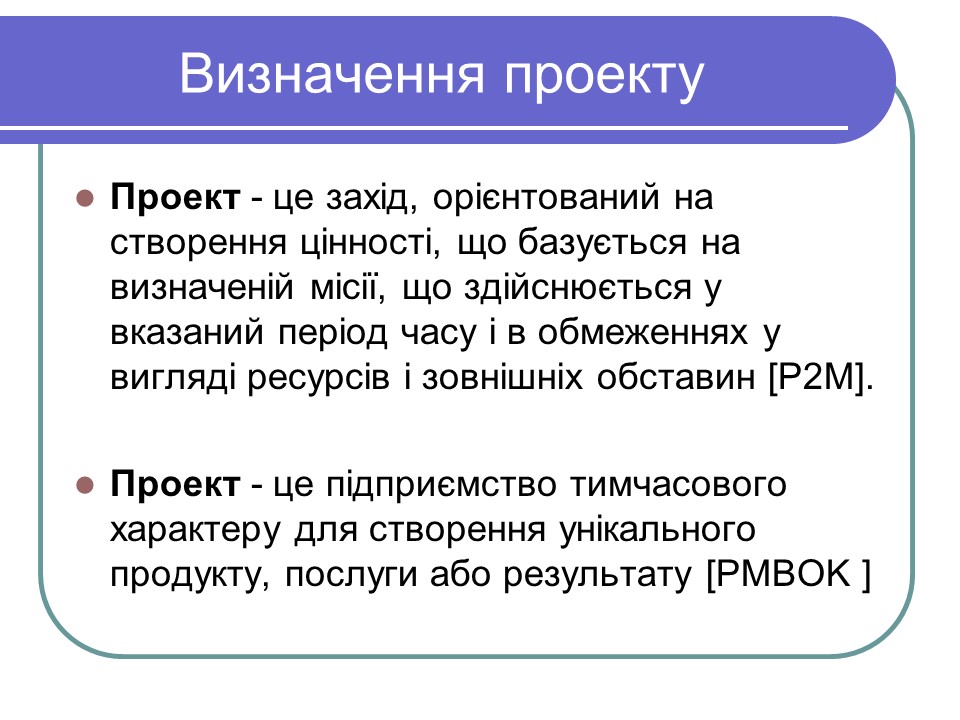 Визначення проекту
Проект - це захід, орієнтований на
створення цінності, що базується на
визначеній місії, що здійснюється у
вказаний період часу і в обмеженнях у
вигляді ресурсів і зовнішніх обставин [P2M].
Проект - це підприємство тимчасового
характеру для створення унікального
продукту, послуги або результату [PMBOK ]